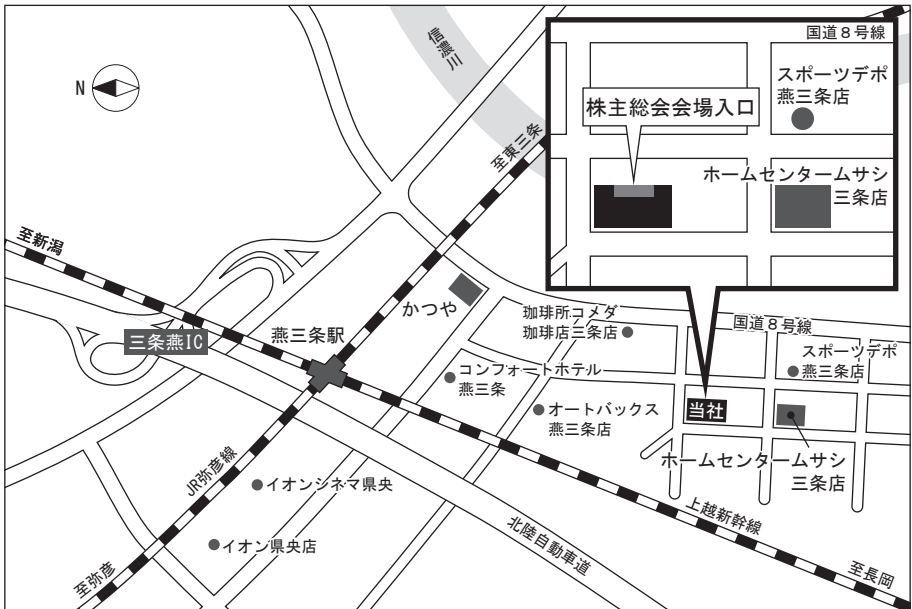 国道８号線
スポーツデポ
燕三条店
株主総会会場入口
ホームセンタームサシ
三条店
信濃川
N
至東三条
至新潟
かつや
珈琲所コメダ
珈琲店三条店
国道８号線
三条燕IC
燕三条駅
スポーツデポ
燕三条店
コンフォートホテル
燕三条
オートバックス
燕三条店
当社
ホームセンタームサシ
三条店
JR弥彦線
イオンシネマ県央
上越新幹線
北陸自動車道
イオン県央店
至弥彦
至長岡